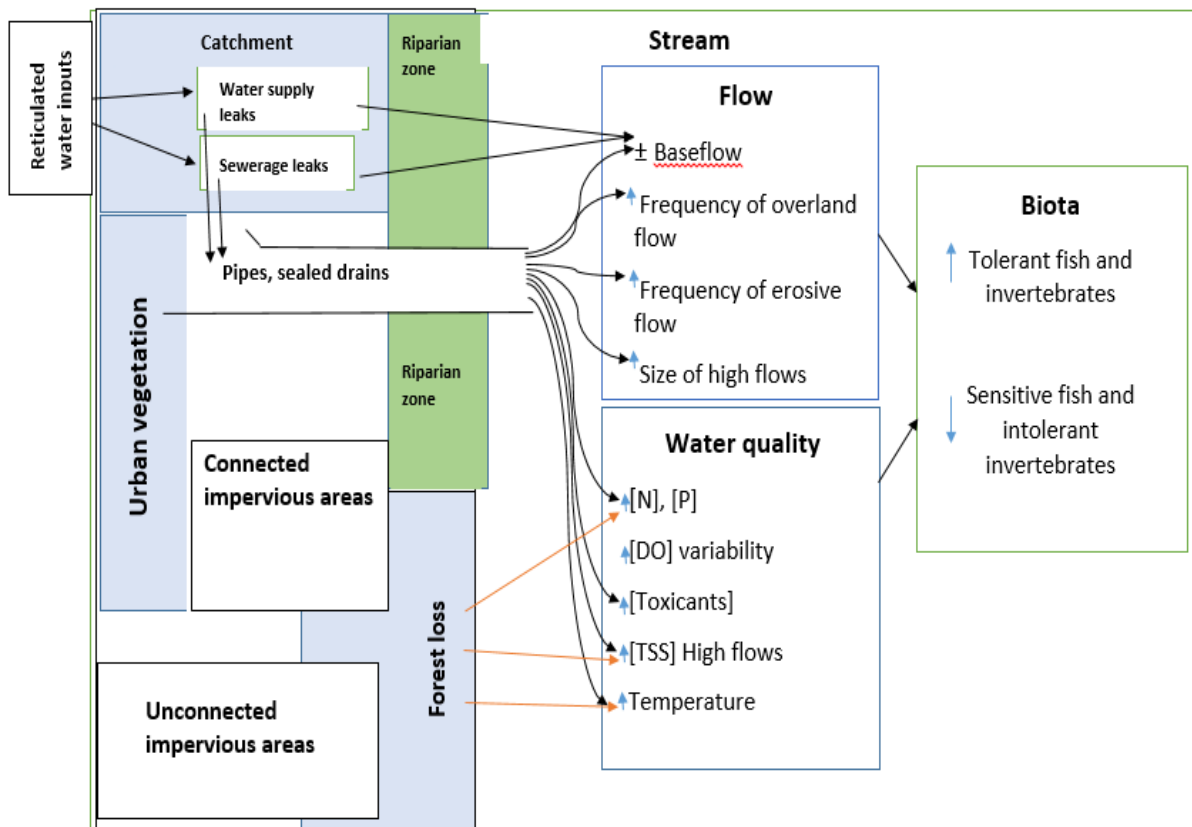 Reticulated
water inputs
Catchment
Water supply
leaks
Sewerage leaks
Riparian
zone
Pipes, sealed drains
Urban vegetation
Riparian
zone
Connected
impervious areas
Forest loss
Unconnected
impervious areas
Stream
Flow
± Baseflow
Frequency of overland
flow
Frequency of erosive
flow
Size of high flows
Water quality
[N], [P]
[DO] variability
[Toxicants]
[TSS] High flows
Temperature
Biota
Tolerant fish and
invertebrates
Sensitive fish and
intolerant
invertebrates